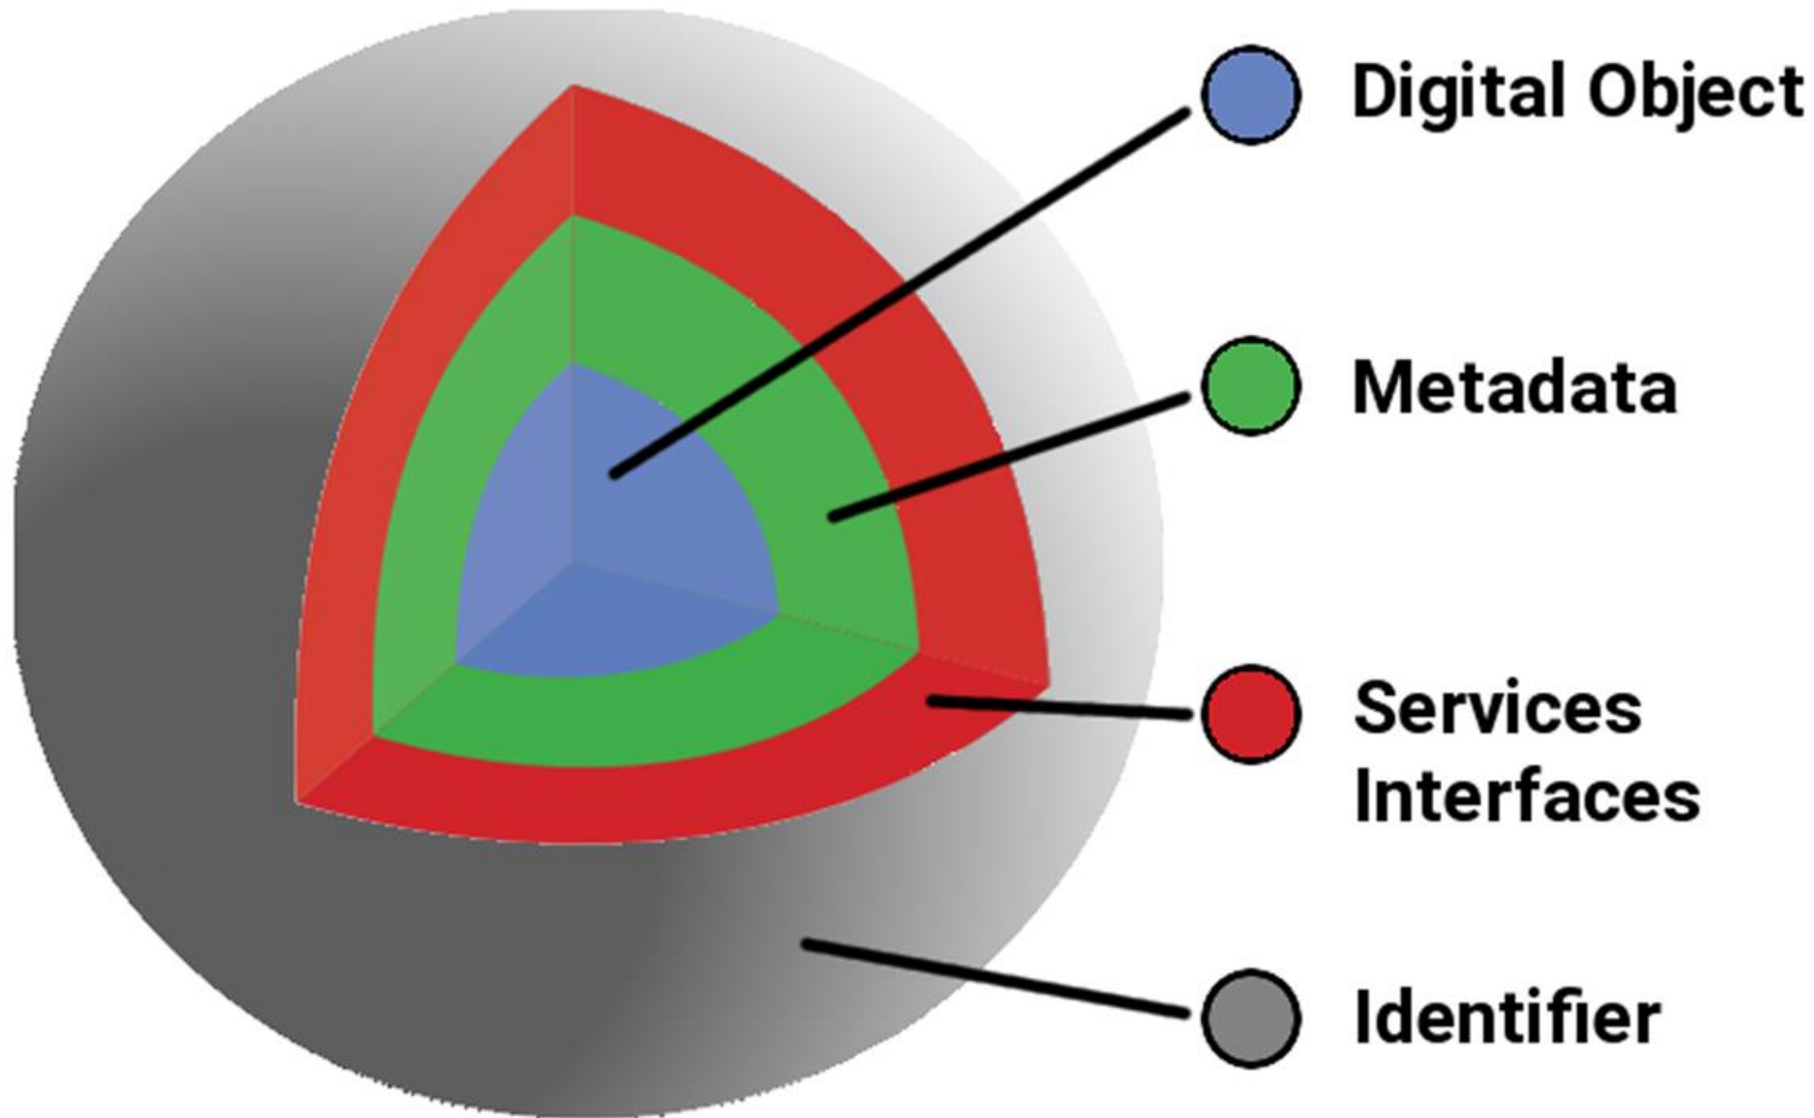 Digital Object
Metadata
Services
Interfaces
Identifier